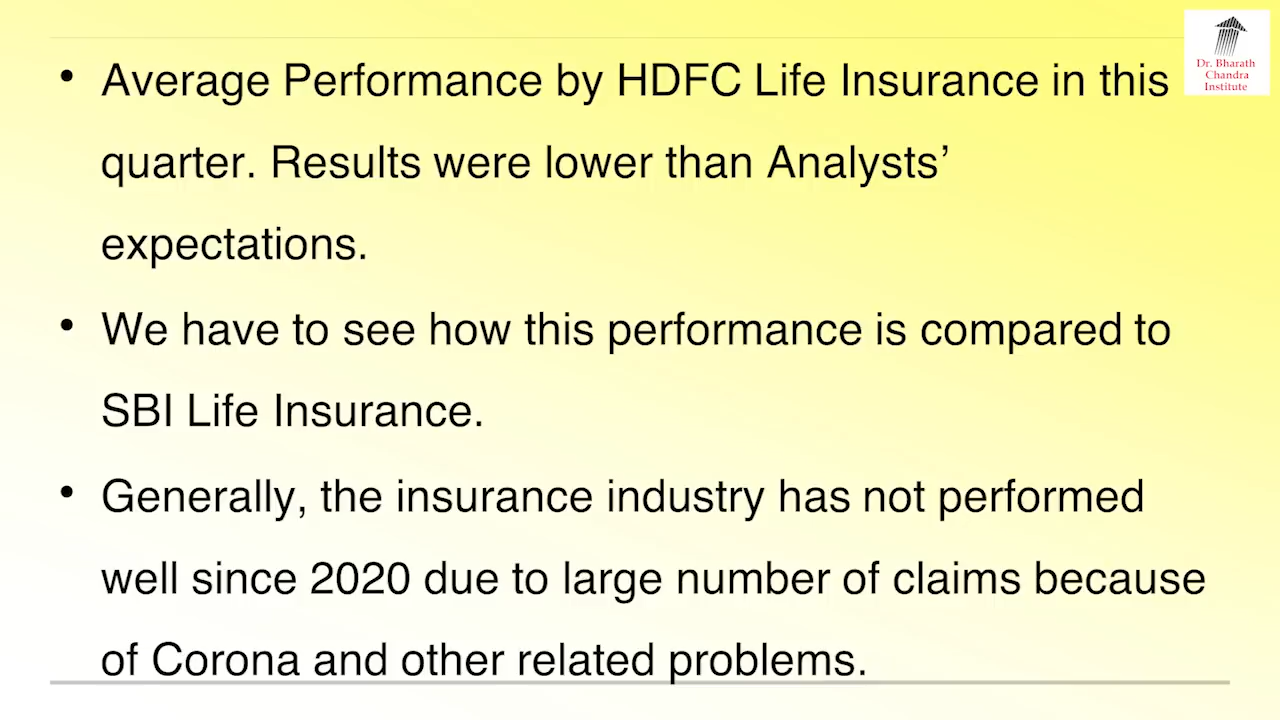 Dr. Bharath
Chandra
Institute
• Average Performance by HDFC Life Insurance in this
quarter. Results were lower than Analysts’
expectations.
• We have to see how this performance is compared to
SBI Life Insurance.
• Generally, the insurance industry has not performed
well since 2020 due to large number of claims because
of Corona and other related problems.